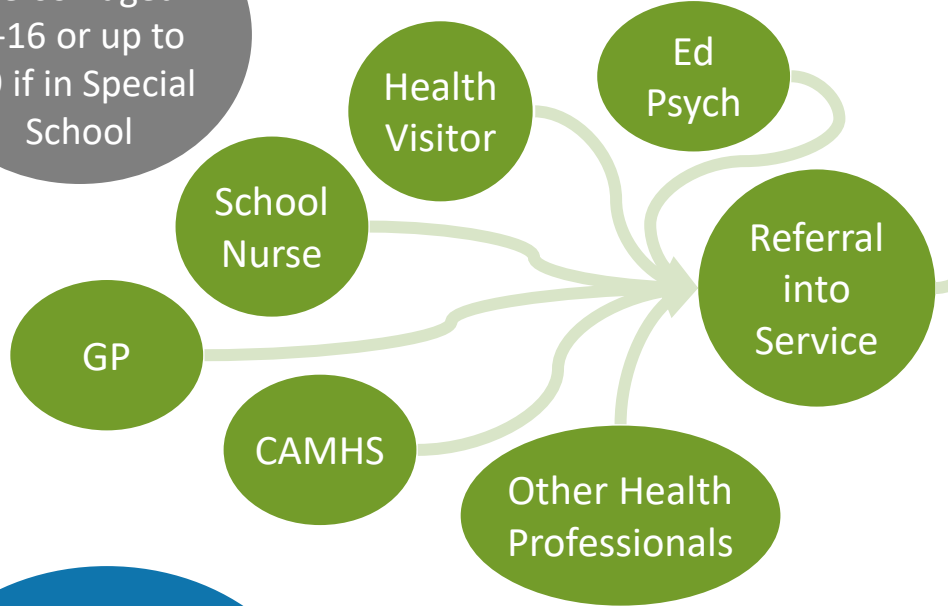 -16 or up to
if in Special
School
Health
Visitor
Ed
Psych
School
Nurse
Referral
into
Service
GP
CAMHS
Other Health
Professionals